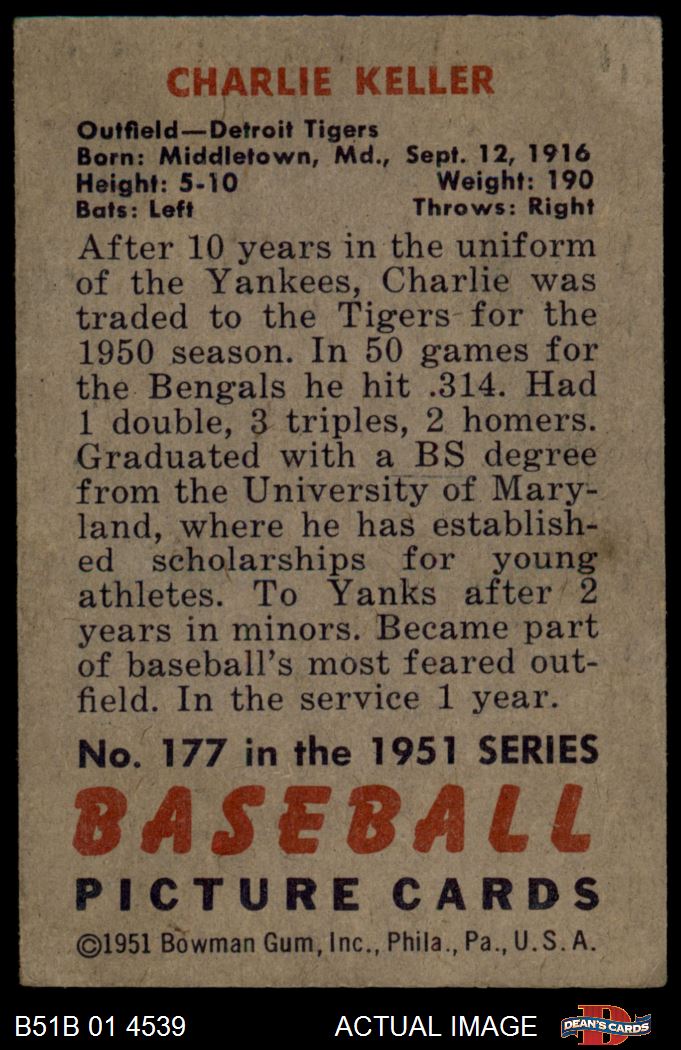 CHARLIE KELLER
Outfield—Detroit Tigers
Born: Middletown, Md., Sept. 12, 1916
Height: 5-10 Weight: 190
Bats: Left Throws: Right
After 10 years in the uniform
of the Yankees, Charlie was
traded to the Tigers for the
1950 season. In 50 games for
the Bengals he hit .314. Had
1 double, 3 triples, 2 homers.
Graduated with a BS degree
from the University of Mary-
land, where he has establish-
ed scholarships for young
athletes. To Yanks after 2
years in minors. Became part
of baseball's most feared out-
field. In the service 1 year.
No. 177 in the 1951 SERIES
BASEBALL
PICTURE CARDS
©1951 Bowman Gum, Inc., Phila., Pa., U.S.A.
B51B 01 4539 ACTUAL IMAGE D DEAN'S CARDS